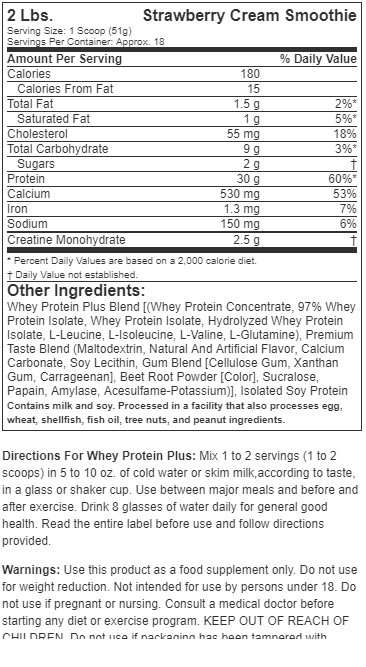 2 Lbs. Strawberry Cream Smoothie
Serving Size: 1 Scoop (51g)
Servings Per Container: Approx. 18
Amount Per Serving % Daily Value
Calories 180
Calories From Fat 15
Total Fat 1.5 g 2%*
Saturated Fat 1 g 5%*
Cholesterol 55 mg 18%
Total Carbohydrate 9 g 3%*
Sugars 2 g †
Protein 30 g 60%*
Calcium 530 mg 53%
Iron 1.3 mg 7%
Sodium 150 mg 6%
Creatine Monohydrate 2.5 g †
* Percent Daily Values are based on a 2,000 calorie diet.
† Daily Value not established.
Other Ingredients:
Whey Protein Plus Blend [(Whey Protein Concentrate, 97% Whey
Protein Isolate, Whey Protein Isolate, Hydrolyzed Whey Protein
Isolate, L-Leucine, L-Isoleucine, L-Valine, L-Glutamine), Premium
Taste Blend (Maltodextrin, Natural And Artificial Flavor, Calcium
Carbonate, Soy Lecithin, Gum Blend [Cellulose Gum, Xanthan
Gum, Carrageenan], Beet Root Powder [Color], Sucralose,
Papain, Amylase, Acesulfame-Potassium)], Isolated Soy Protein
Contains milk and soy. Processed in a facility that also processes egg,
wheat, shellfish, fish oil, tree nuts, and peanut ingredients.
Directions For Whey Protein Plus: Mix 1 to 2 servings (1 to 2
scoops) in 5 to 10 oz. of cold water or skim milk,according to taste,
in a glass or shaker cup. Use between major meals and before and
after exercise. Drink 8 glasses of water daily for general good
health. Read the entire label before use and follow directions
provided.
Warnings: Use this product as a food supplement only. Do not use
for weight reduction. Not intended for use by persons under 18. Do
not use if pregnant or nursing. Consult a medical doctor before
starting any diet or exercise program. KEEP OUT OF REACH OF
CHILDREN. Do not use if packaging has been tampered with